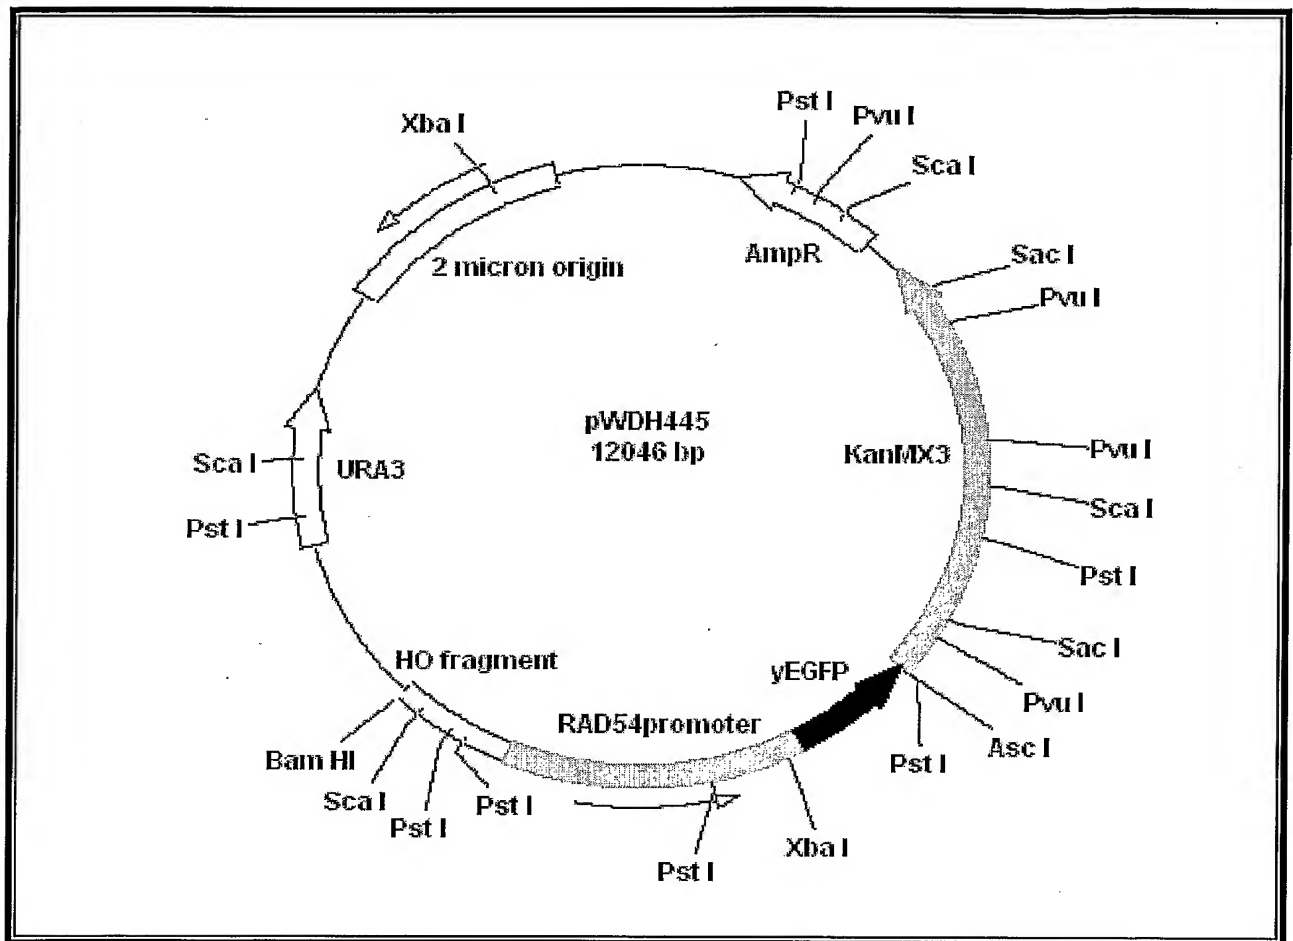 Pst I
Pvu I
Xba I
Sca I
AmpR
Sac I
2 micron origin
Pvu I
pWDH445
12046 bp
KanMX3
Pvu I
Sca I
URA3
Sca I
Pst I
Pst I
Sac I
HO fragment
yEGFP
Pvu I
RAD54promoter
Asc I
Bam HI
Pst I
Sca I
Pst I
Pst I
Xba I
Pst I